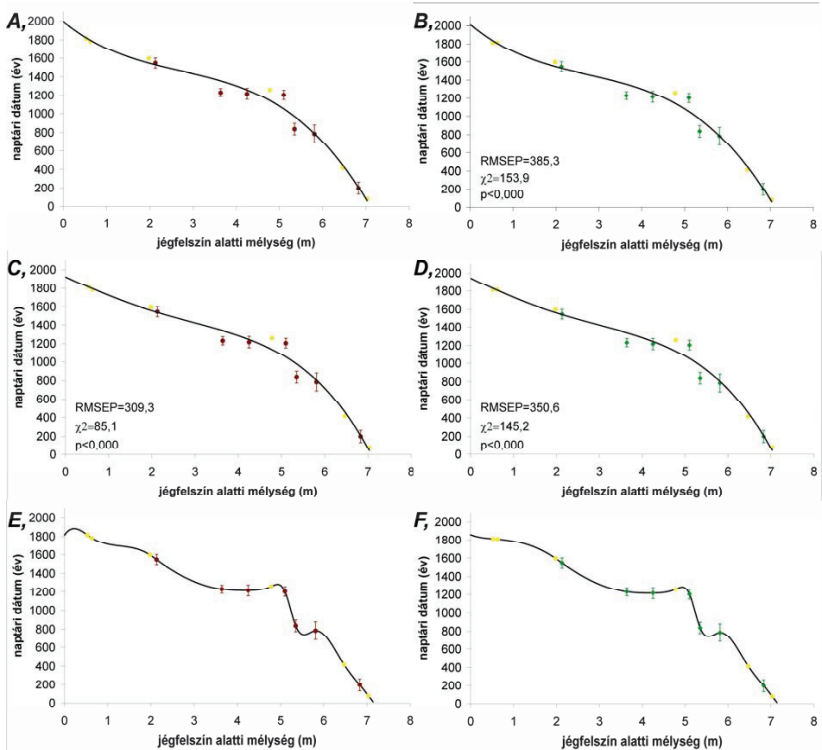 A,
2000
1800
1600
1400
1200
1000
800
600
400
200
0
naptári dátum (év)
0 1 2 3 4 5 6 7 8
jégfelszín alatti mélység (m)
B,
2000
1800
1600
1400
1200
1000
800
600
400
200
0
naptári dátum (év)
RMSEP=385,3
χ2=153,9
p<0,000
0 1 2 3 4 5 6 7 8
jégfelszín alatti mélység (m)
C,
2000
1800
1600
1400
1200
1000
800
600
400
200
0
naptári dátum (év)
RMSEP=309,3
χ2=85,1
p<0,000
0 1 2 3 4 5 6 7 8
jégfelszín alatti mélység (m)
D,
2000
1800
1600
1400
1200
1000
800
600
400
200
0
naptári dátum (év)
RMSEP=350,6
χ2=145,2
p<0,000
0 1 2 3 4 5 6 7 8
jégfelszín alatti mélység (m)
E,
2000
1800
1600
1400
1200
1000
800
600
400
200
0
naptári dátum (év)
0 1 2 3 4 5 6 7 8
jégfelszín alatti mélység (m)
F,
2000
1800
1600
1400
1200
1000
800
600
400
200
0
naptári dátum (év)
0 1 2 3 4 5 6 7 8
jégfelszín alatti mélység (m)